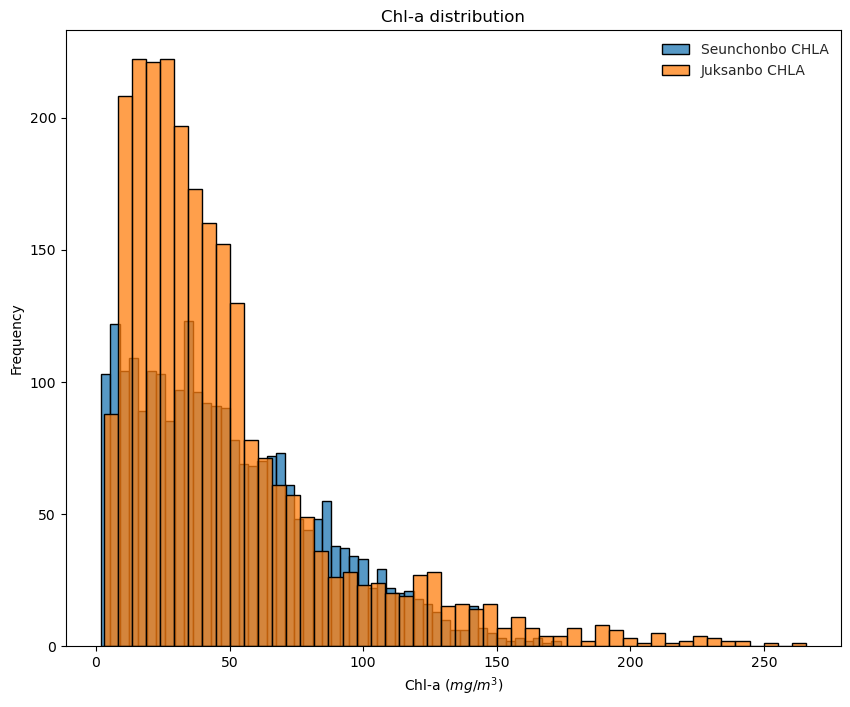 Chl-a distribution
Seunchonbo CHLA
Juksanbo CHLA
Frequency
200
150
100
50
0
0 50 100 150 200 250
Chl-a (mg/m³)